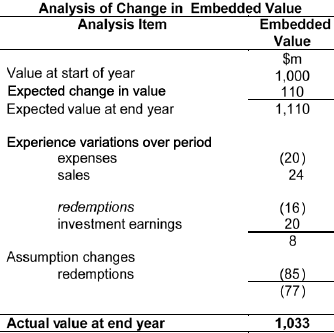 Analysis of Change in Embedded Value
Analysis Item Embedded
Value
$m
Value at start of year 1,000
Expected change in value 110
Expected value at end year 1,110
Experience variations over period
expenses (20)
sales 24
redemptions (16)
investment earnings 20
8
Assumption changes
redemptions (85)
(77)
Actual value at end year 1,033